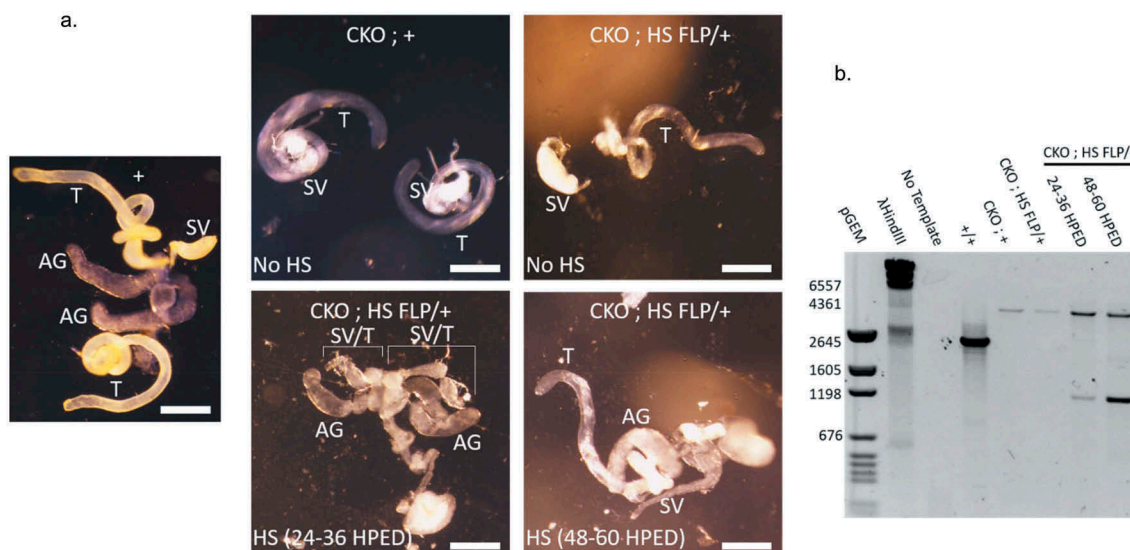 a.
T
+
SV
AG
AG
T
CKO ; +
T
SV
SV
T
No HS
CKO ; HS FLP/+
T
SV
No HS
CKO ; HS FLP/+
SV/T SV/T
AG
AG
HS (24-36 HPED)
CKO ; HS FLP/+
T
AG
SV
HS (48-60 HPED)
b.
CKO ; HS FLP/
pGEM
λHindIII
No Template
+/+
CKO ; +
CKO ; HS FLP/+
24-36 HPED
48-60 HPED
6557
4361
2645
1605
1198
676